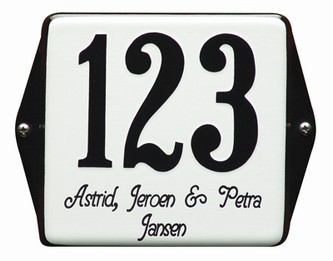 123
Astrid, Jeroen & Petra
Jansen